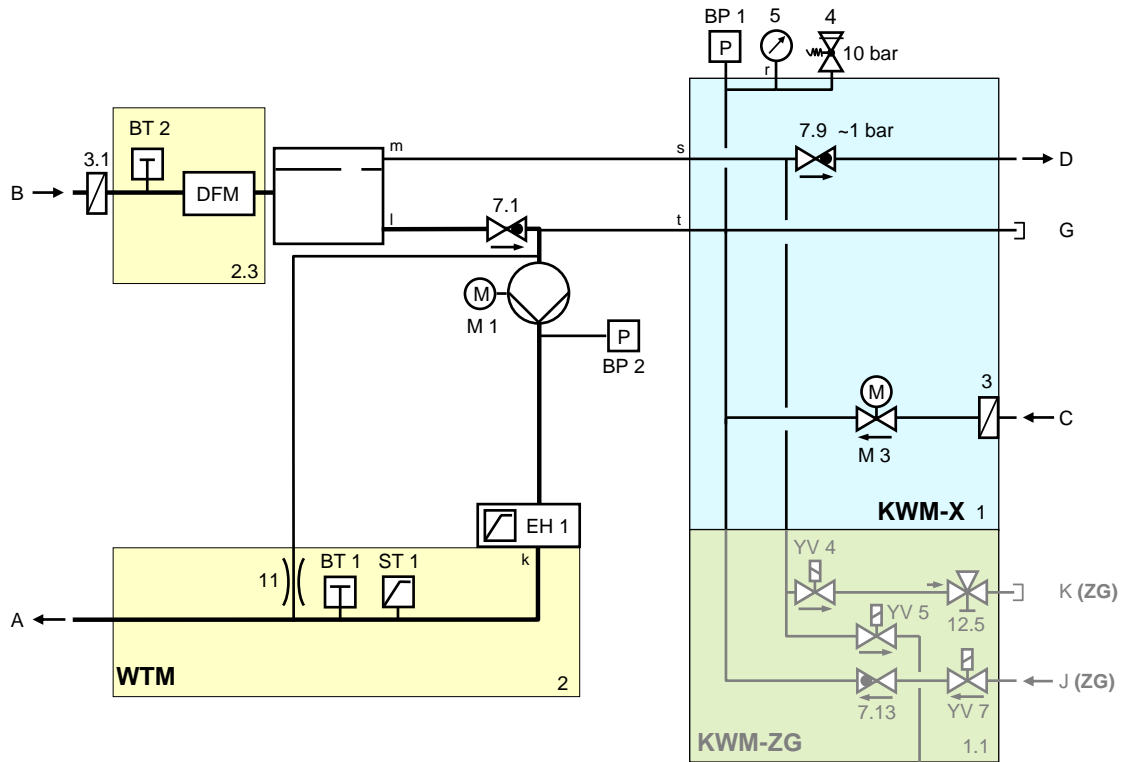 BP 1
5
4
P
10 bar
r
BT 2
3.1
m
s
7.9 ~1 bar
D
B
DFM
l
7.1
t
G
2.3
M
M 1
P
BP 2
M
3
C
M 3
KWM-X 1
EH 1
k
YV 4
11
BT 1
ST 1
K (ZG)
12.5
A
YV 5
WTM
2
J (ZG)
7.13
YV 7
KWM-ZG
1.1